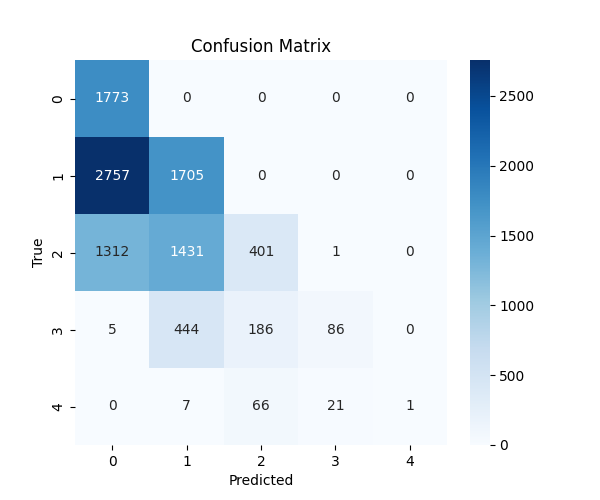 Confusion Matrix
True
0 1773 0 0 0 0
1 2757 1705 0 0 0
2 1312 1431 401 1 0
3 5 444 186 86 0
4 0 7 66 21 1
0 1 2 3 4
Predicted
2500
2000
1500
1000
500
0